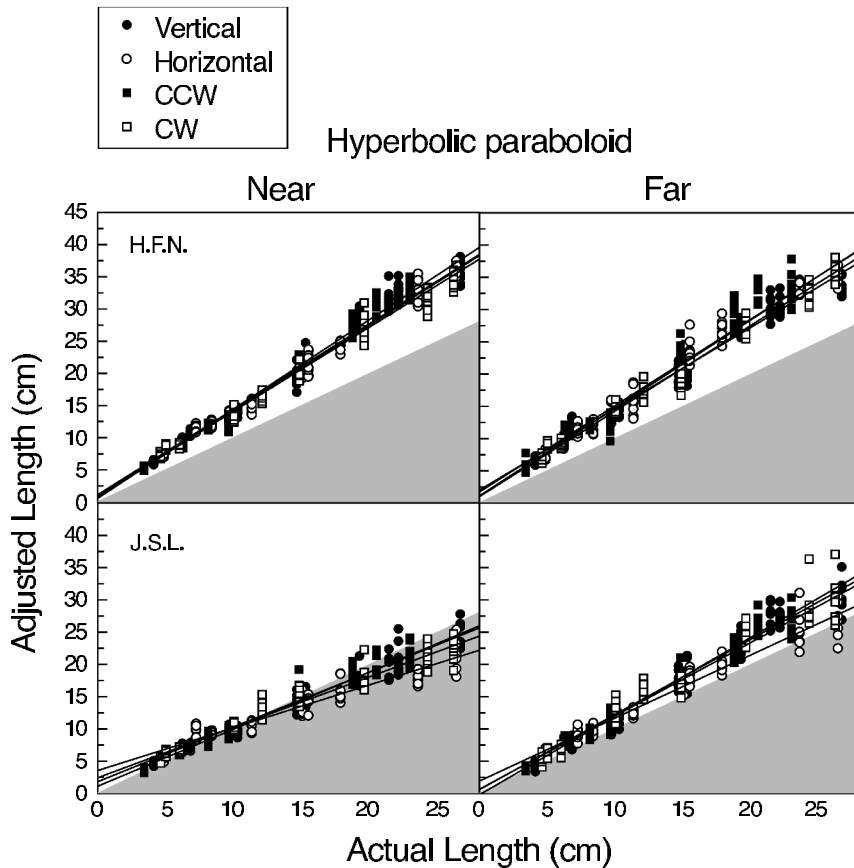 Vertical
Horizontal
CCW
CW
Hyperbolic paraboloid
Near
Far
45
40
35
30
25
20
15
10
5
0
H.F.N.
40
35
30
25
20
15
10
5
0
J.S.L.
0 5 10 15 20 25 0 5 10 15 20 25
Adjusted Length (cm)
Actual Length (cm)